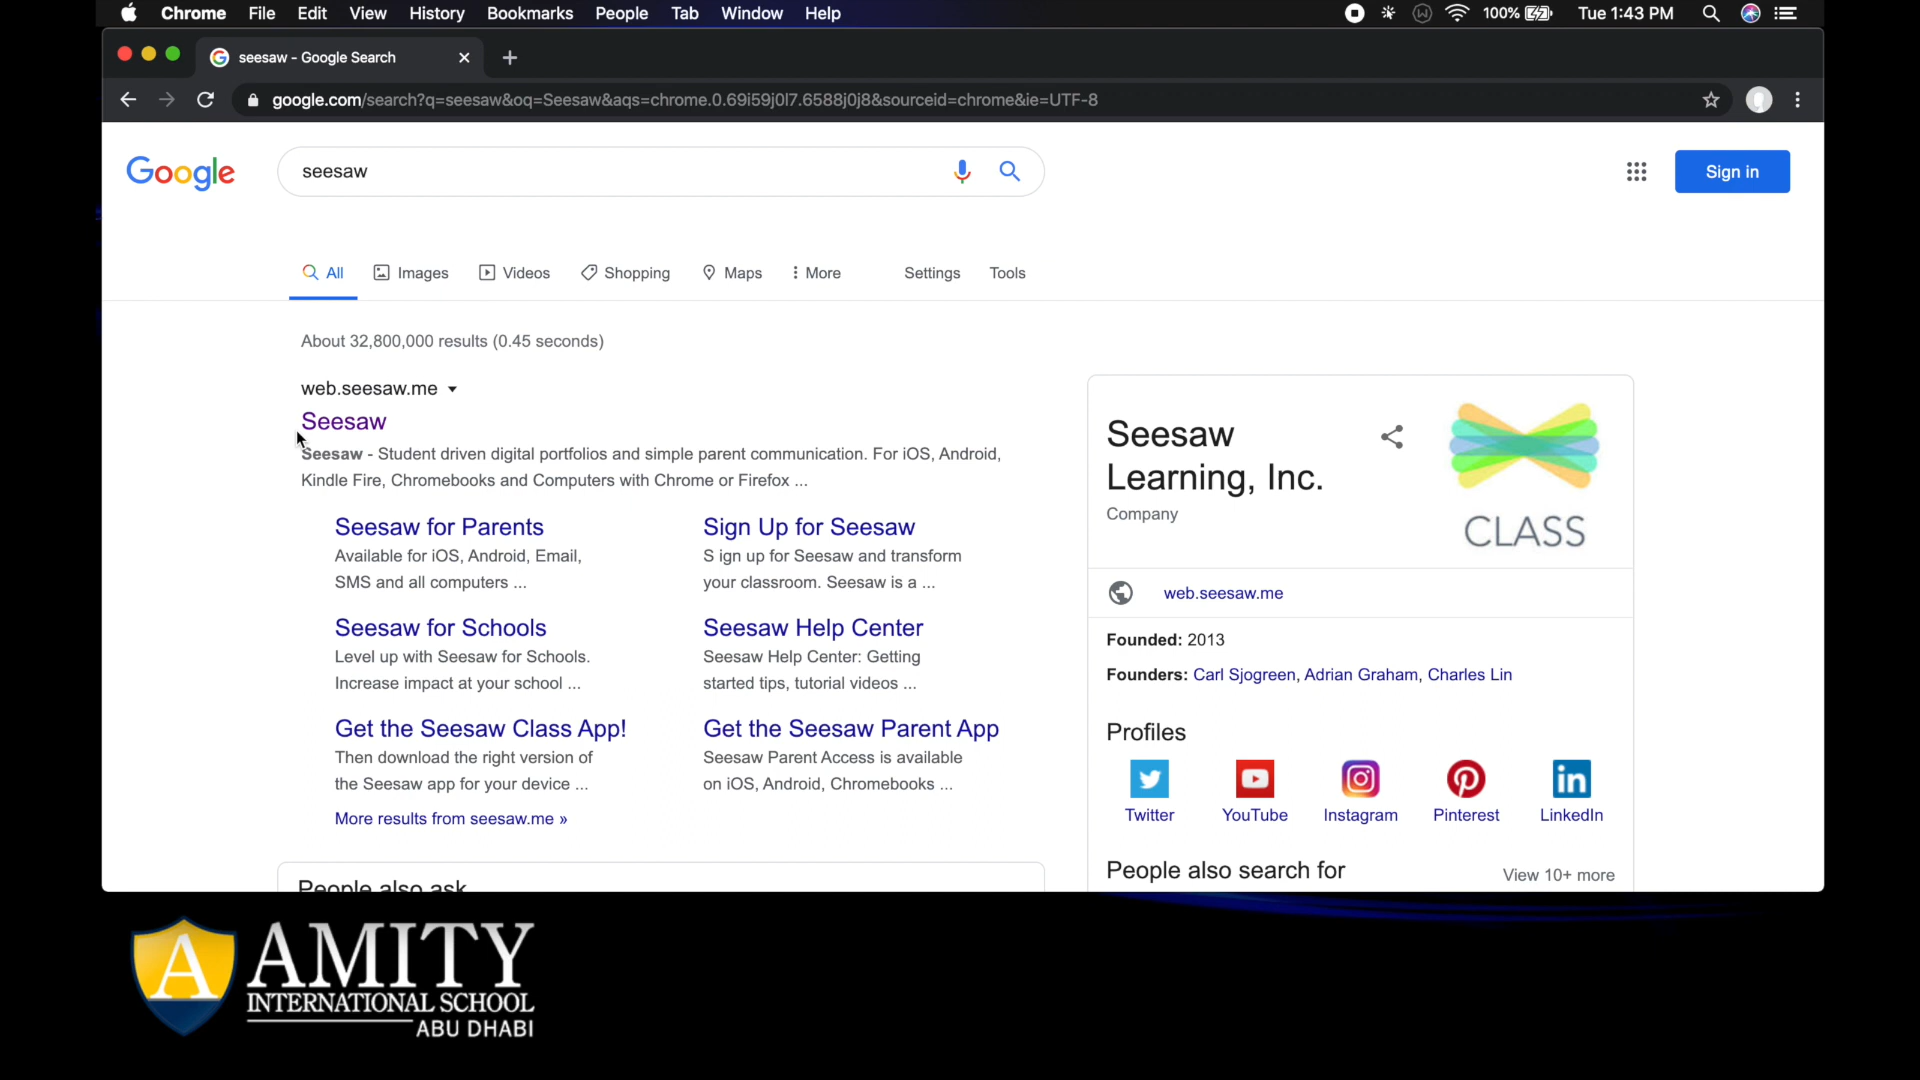 Chrome File Edit View History Bookmarks People Tab Window Help 100% Tue 1:43 PM
seesaw - Google Search
google.com/search?q=seesaw&oq=Seesaw&aqs=chrome.0.69i59j0l7.6588j0j8&sourceid=chrome&ie=UTF-8
Google seesaw Sign in
All Images Videos Shopping Maps More Settings Tools
About 32,800,000 results (0.45 seconds)
web.seesaw.me
Seesaw
Seesaw - Student driven digital portfolios and simple parent communication. For iOS, Android,
Kindle Fire, Chromebooks and Computers with Chrome or Firefox ...
Seesaw for Parents
Available for iOS, Android, Email,
SMS and all computers ...
Sign Up for Seesaw
S ign up for Seesaw and transform
your classroom. Seesaw is a ...
Seesaw for Schools
Level up with Seesaw for Schools.
Increase impact at your school ...
Seesaw Help Center
Seesaw Help Center: Getting
started tips, tutorial videos ...
Get the Seesaw Class App!
Then download the right version of
the Seesaw app for your device ...
Get the Seesaw Parent App
Seesaw Parent Access is available
on iOS, Android, Chromebooks ...
More results from seesaw.me »
People also ask
Seesaw
Learning, Inc.
Company
CLASS
web.seesaw.me
Founded: 2013
Founders: Carl Sjogreen, Adrian Graham, Charles Lin
Profiles
Twitter YouTube Instagram Pinterest LinkedIn
People also search for View 10+ more
A AMITY
INTERNATIONAL SCHOOL
ABU DHABI